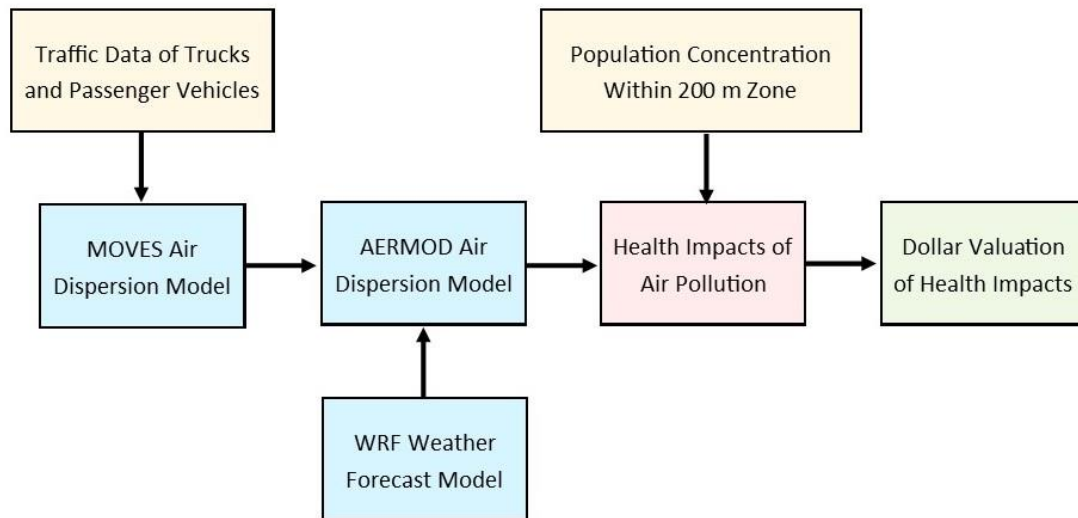 Traffic Data of Trucks
and Passenger Vehicles
Population Concentration
Within 200 m Zone
MOVES Air
Dispersion Model
AERMOD Air
Dispersion Model
Health Impacts of
Air Pollution
Dollar Valuation
of Health Impacts
WRF Weather
Forecast Model